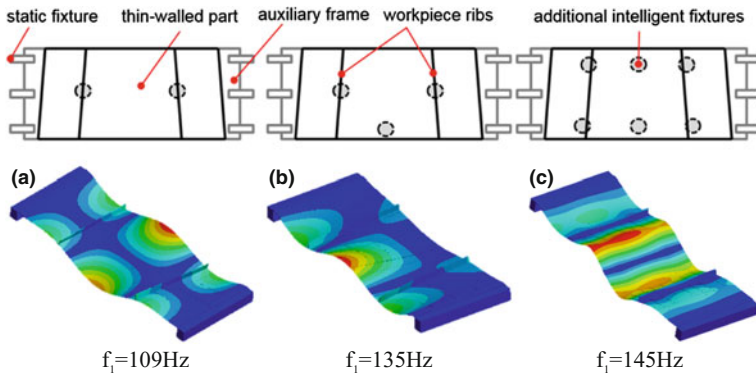 static fixture
thin-walled part
auxiliary frame
workpiece ribs
additional intelligent fixtures
(a)
(b)
(c)
f₁=109Hz
f₁=135Hz
f₁=145Hz